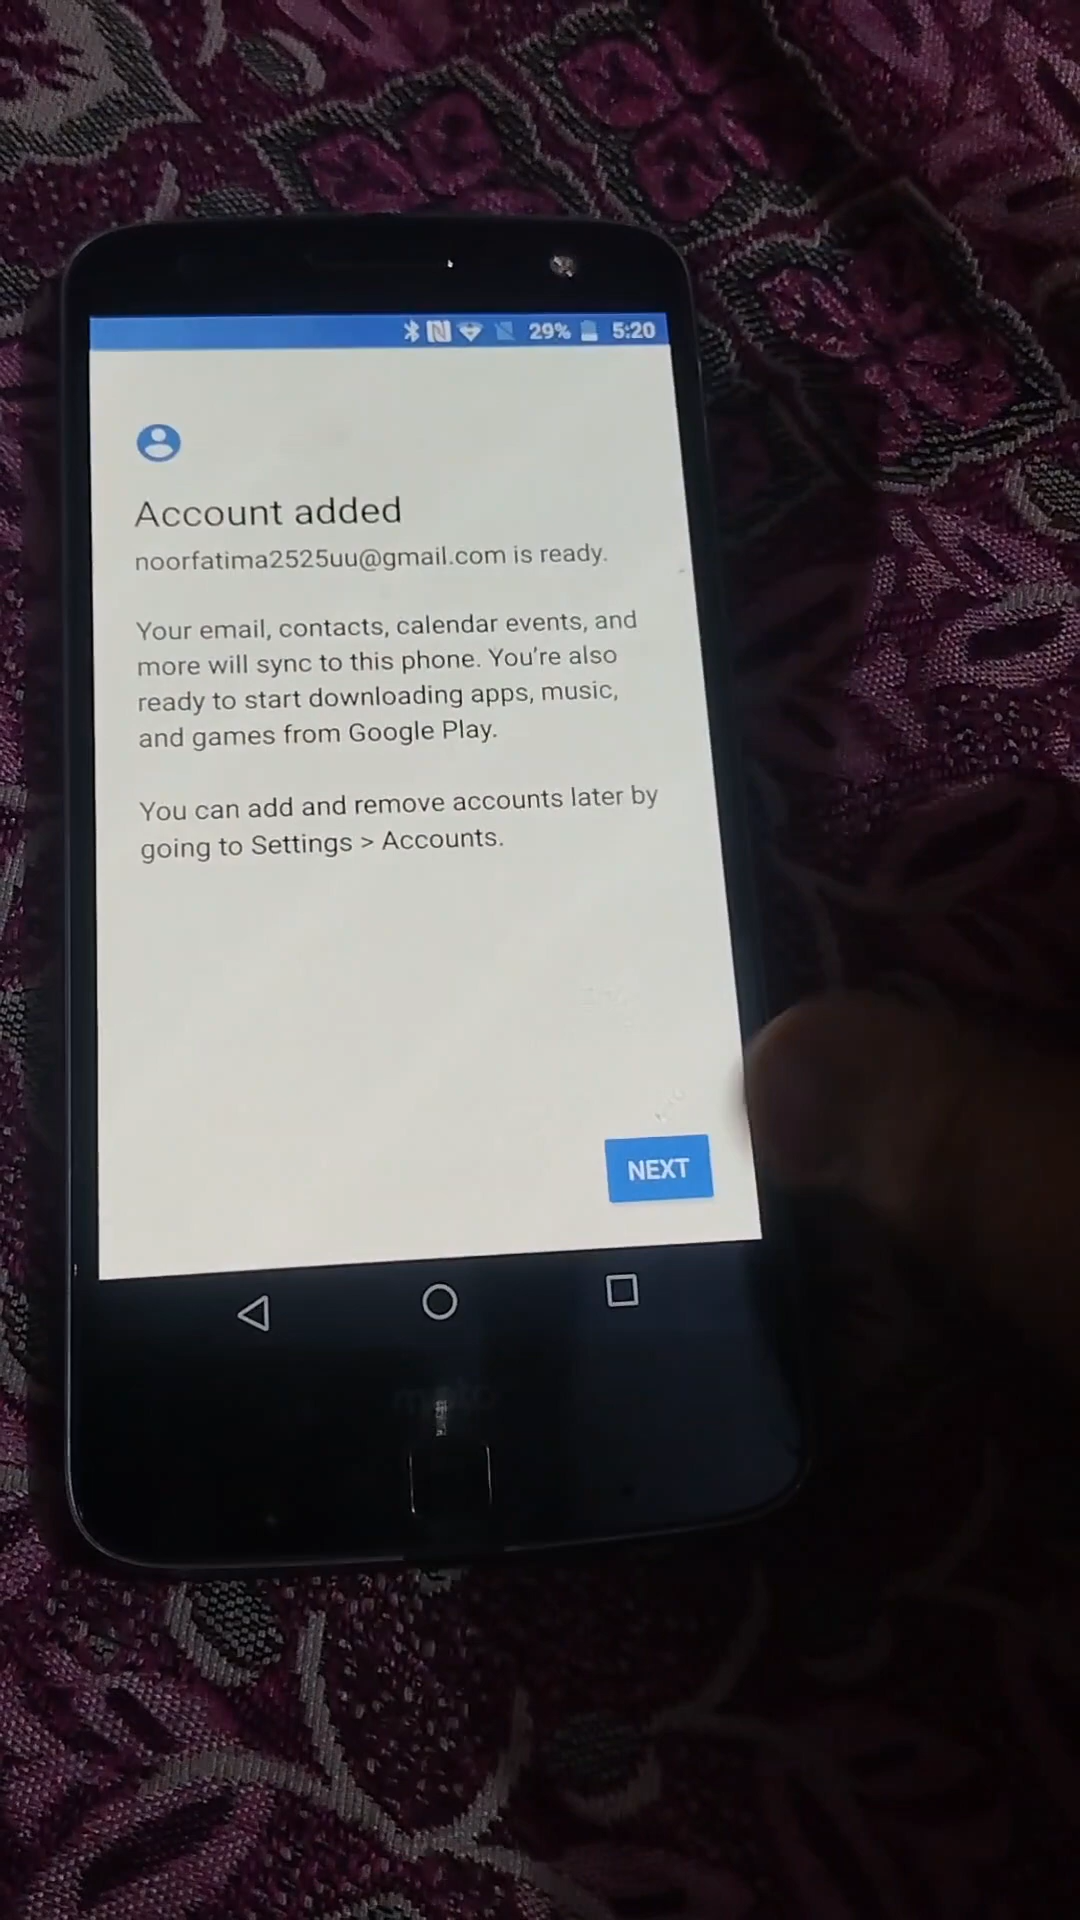 29% 5:20
Account added
noorfatima2525uu@gmail.com is ready.
Your email, contacts, calendar events, and
more will sync to this phone. You're also
ready to start downloading apps, music,
and games from Google Play.
You can add and remove accounts later by
going to Settings > Accounts.
NEXT
moto